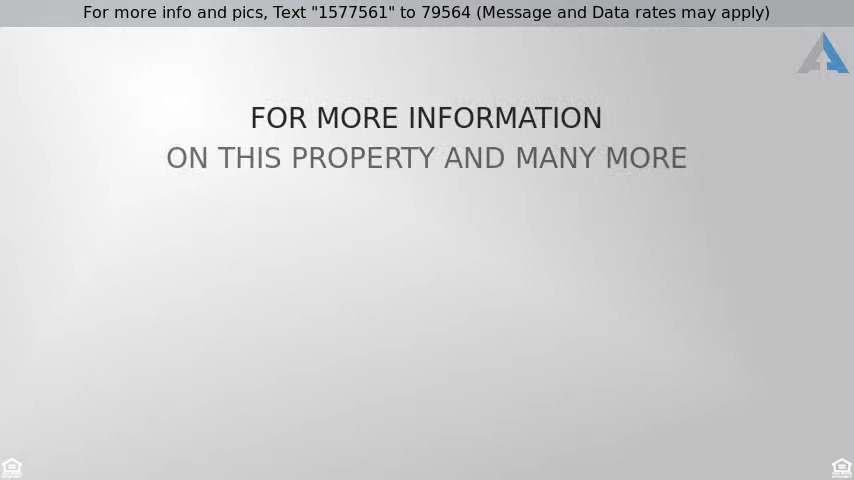 For more info and pics, Text "1577561" to 79564 (Message and Data rates may apply)
FOR MORE INFORMATION
ON THIS PROPERTY AND MANY MORE